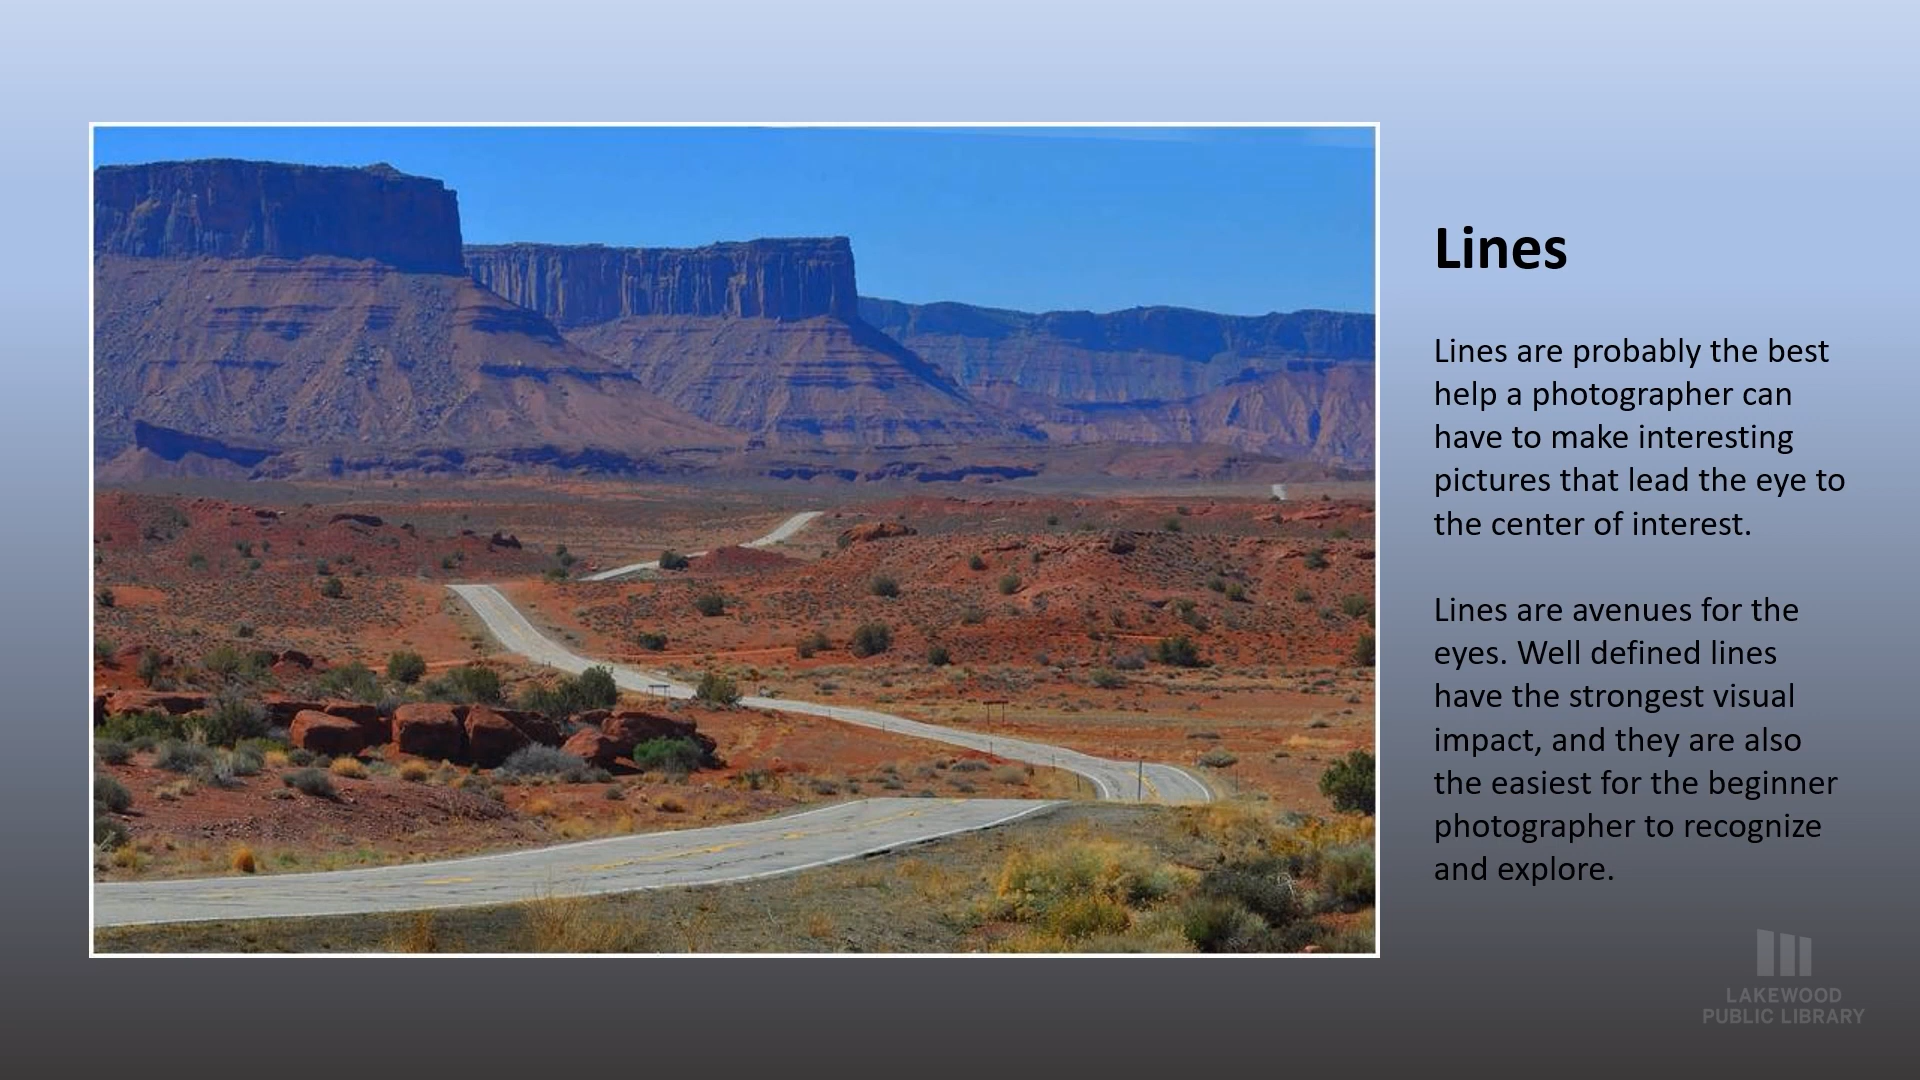 Lines
Lines are probably the best
help a photographer can
have to make interesting
pictures that lead the eye to
the center of interest.
Lines are avenues for the
eyes. Well defined lines
have the strongest visual
impact, and they are also
the easiest for the beginner
photographer to recognize
and explore.
LAKEWOOD
PUBLIC LIBRARY